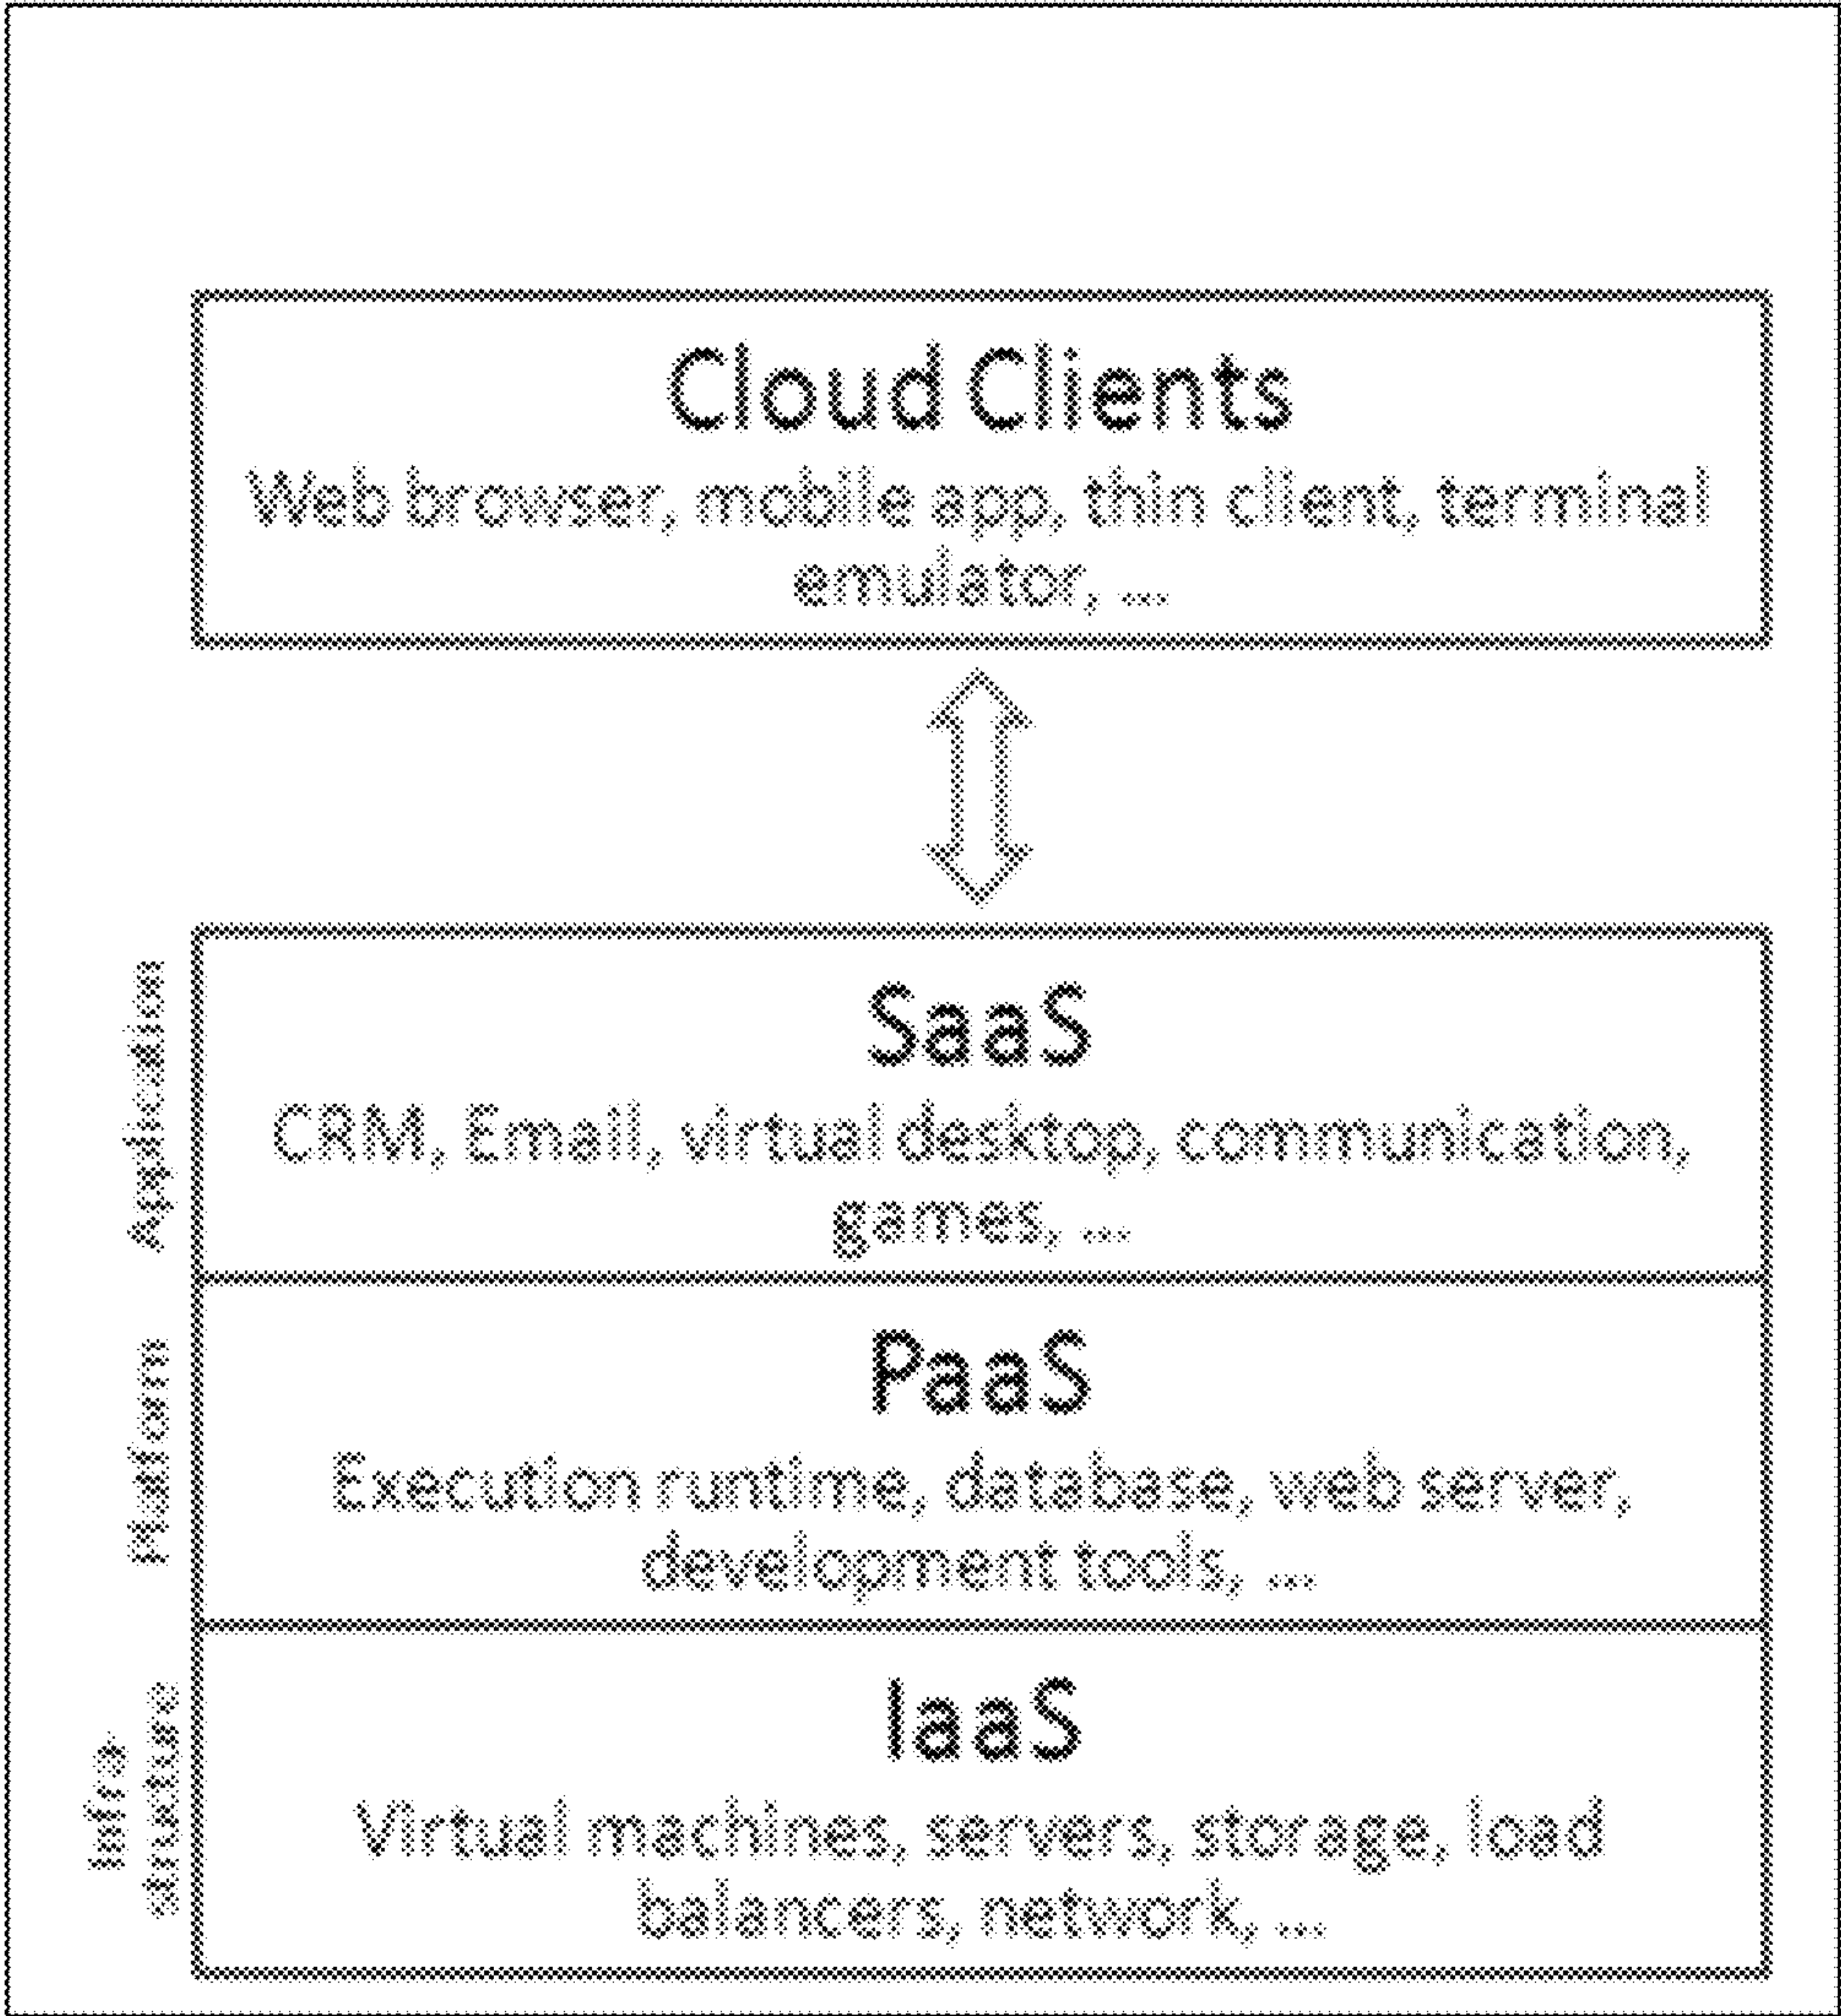 Cloud Clients
Web browser, mobile app, thin client, terminal
emulator, ...
Application
SaaS
CRM, Email, virtual desktop, communication,
games, ...
Platform
PaaS
Execution runtime, database, web server,
development tools, ...
Infra-
structure
IaaS
Virtual machines, servers, storage, load
balancers, network, ...